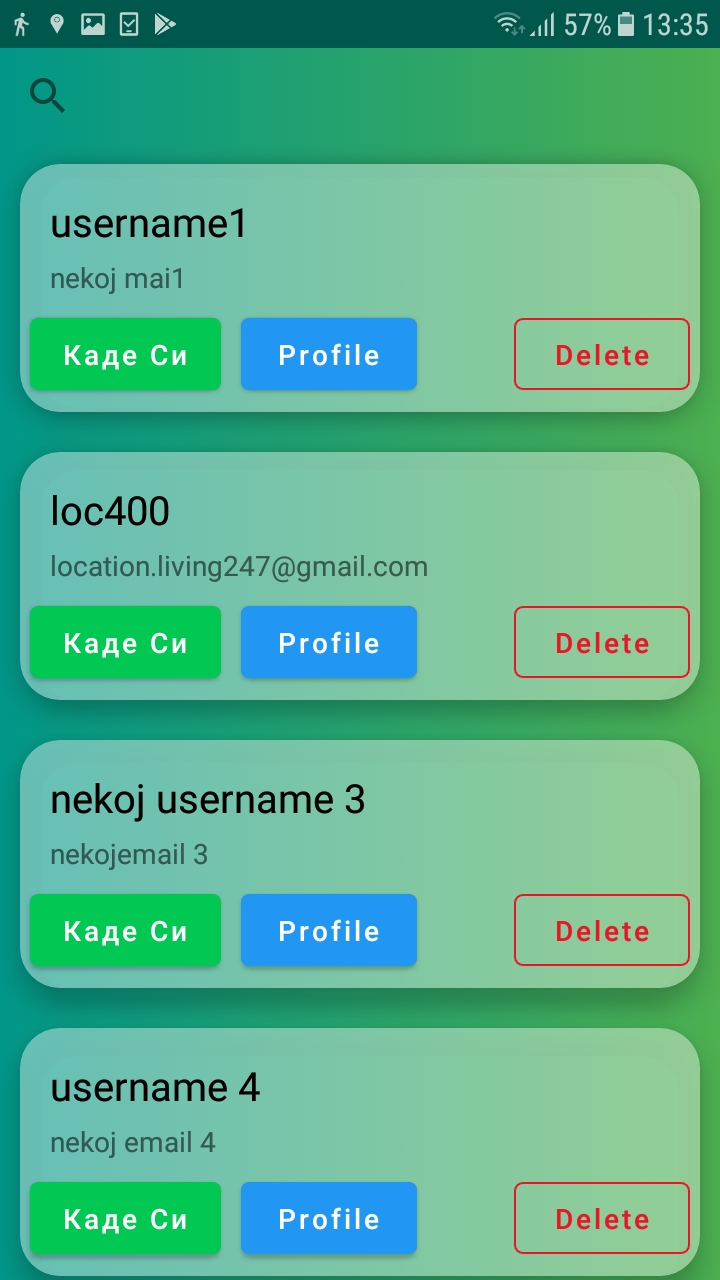 57% 13:35
username1
nekoj mai1
Каде Си Profile Delete
loc400
location.living247@gmail.com
Каде Си Profile Delete
nekoj username 3
nekojemail 3
Каде Си Profile Delete
username 4
nekoj email 4
Каде Си Profile Delete